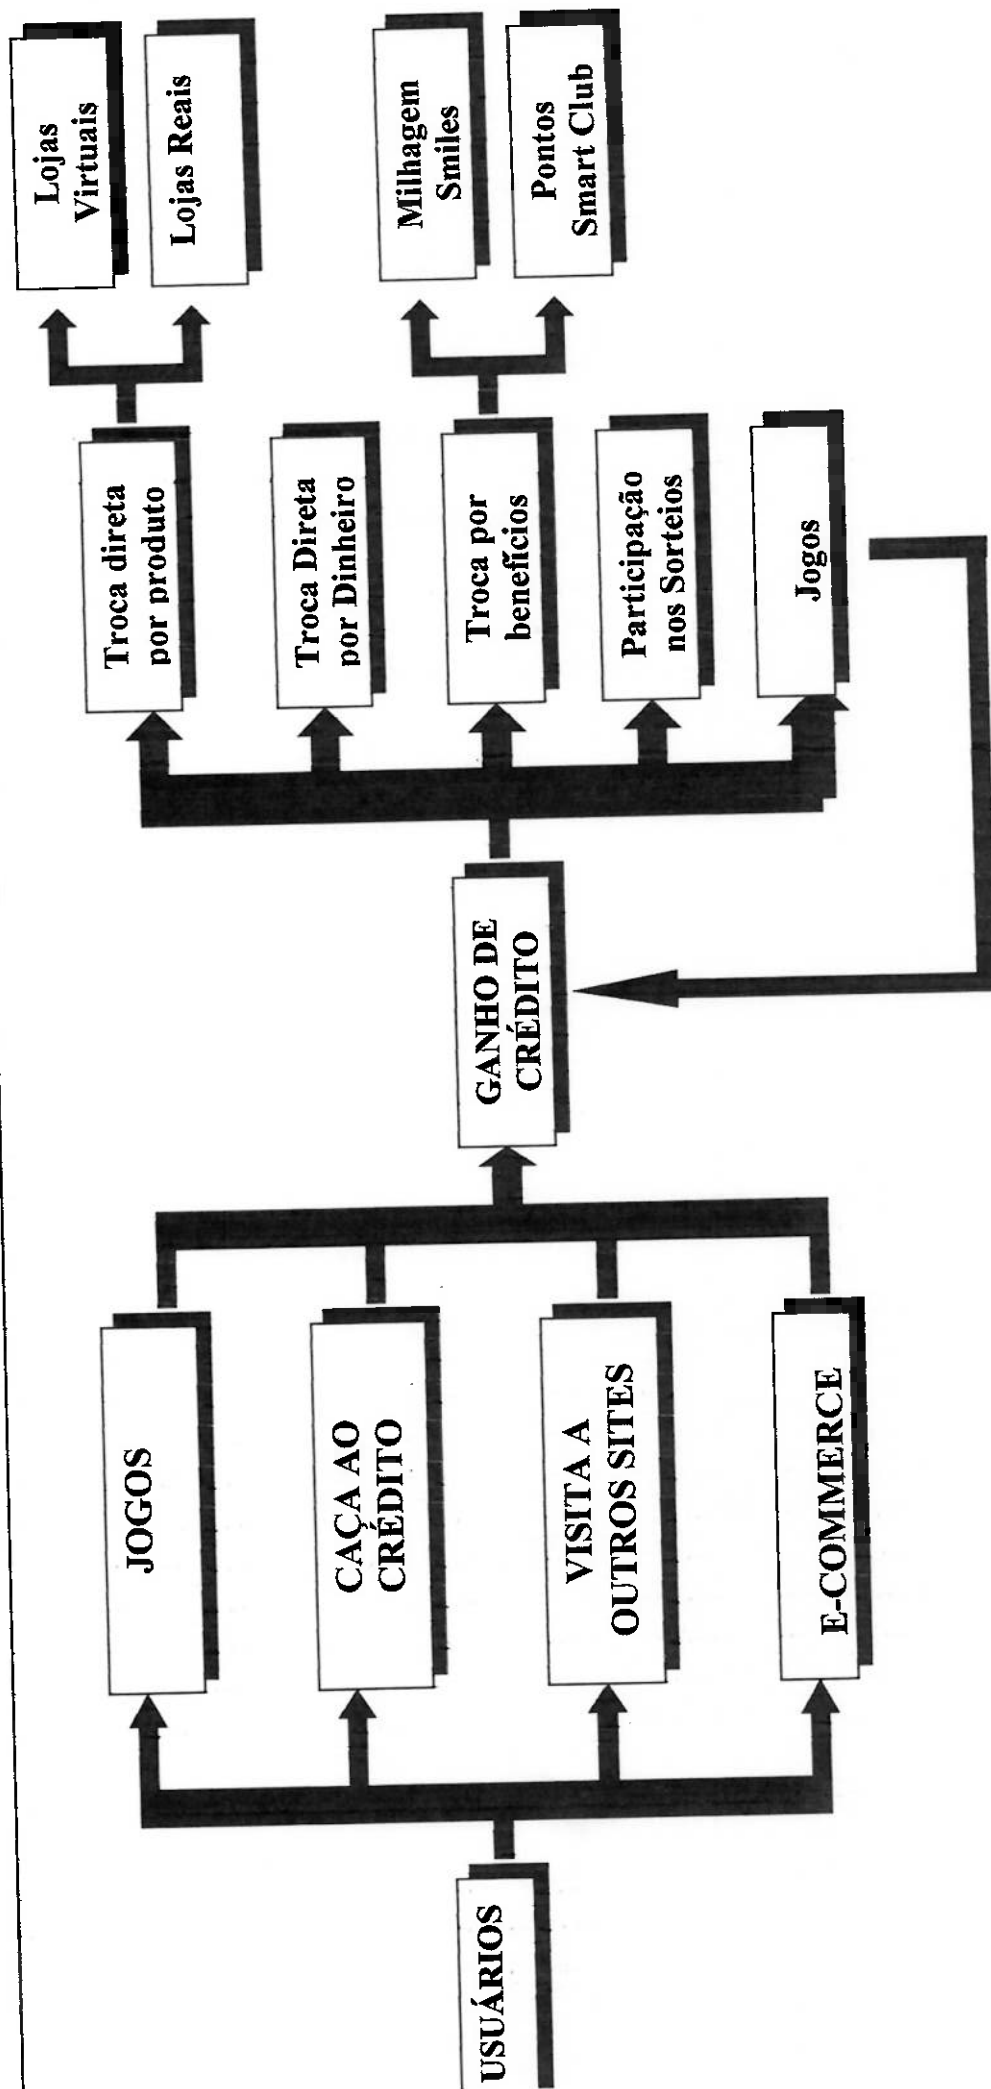 USUÁRIOS
JOGOS
CAÇA AO
CRÉDITO
VISITA A
OUTROS SITES
E-COMMERCE
GANHO DE
CRÉDITO
Troca direta
por produto
Troca Direta
por Dinheiro
Troca por
benefícios
Participação
nos Sorteios
Jogos
Lojas
Virtuais
Lojas Reais
Milhagem
Smiles
Pontos
Smart Club